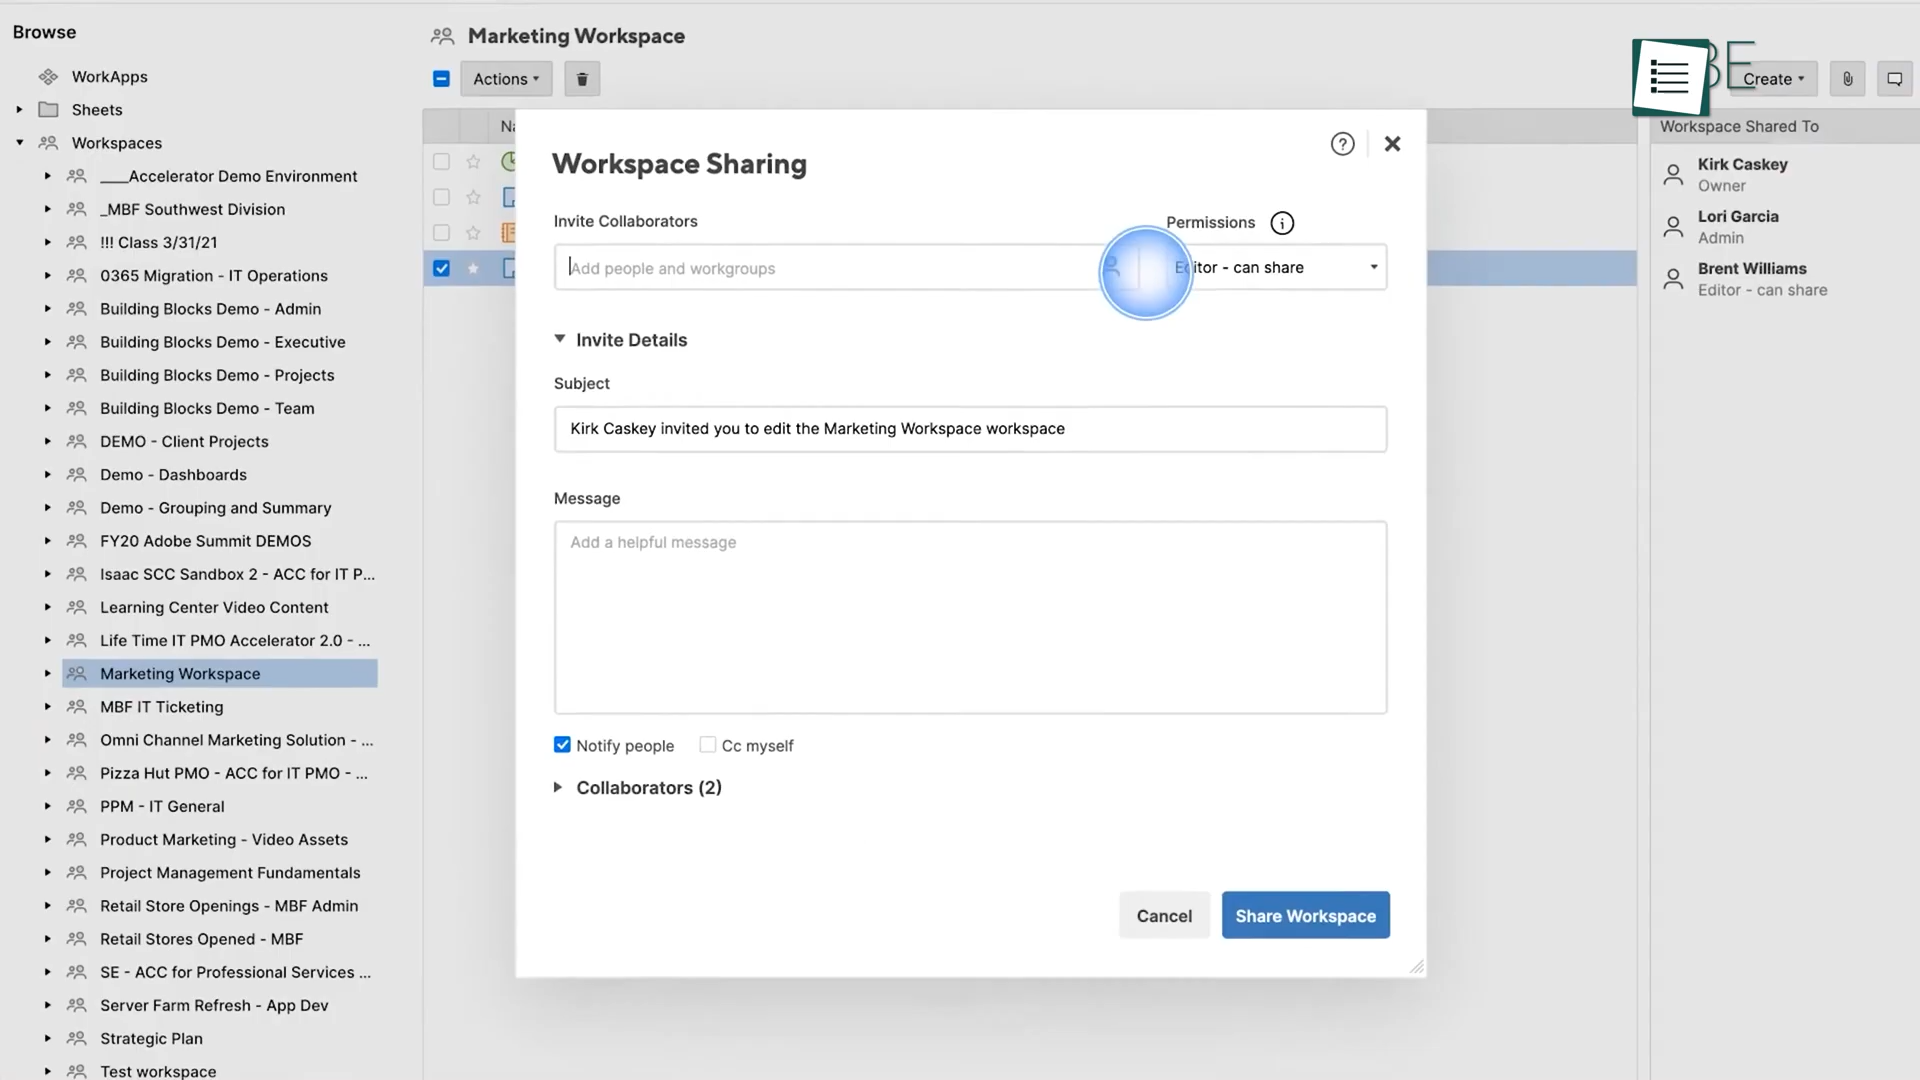 Browse
WorkApps
Sheets
Workspaces
____Accelerator Demo Environment
_MBF Southwest Division
!!! Class 3/31/21
0365 Migration - IT Operations
Building Blocks Demo - Admin
Building Blocks Demo - Executive
Building Blocks Demo - Projects
Building Blocks Demo - Team
DEMO - Client Projects
Demo - Dashboards
Demo - Grouping and Summary
FY20 Adobe Summit DEMOS
Isaac SCC Sandbox 2 - ACC for IT P...
Learning Center Video Content
Life Time IT PMO Accelerator 2.0 - ...
Marketing Workspace
MBF IT Ticketing
Omni Channel Marketing Solution - ...
Pizza Hut PMO - ACC for IT PMO - ...
PPM - IT General
Product Marketing - Video Assets
Project Management Fundamentals
Retail Store Openings - MBF Admin
Retail Stores Opened - MBF
SE - ACC for Professional Services ...
Server Farm Refresh - App Dev
Strategic Plan
Test workspace
Marketing Workspace
Actions
Create
Workspace Sharing
Invite Collaborators
Permissions
Add people and workgroups
Editor - can share
Invite Details
Subject
Kirk Caskey invited you to edit the Marketing Workspace workspace
Message
Add a helpful message
Notify people
Cc myself
Collaborators (2)
Cancel
Share Workspace
Workspace Shared To
Kirk Caskey
Owner
Lori Garcia
Admin
Brent Williams
Editor - can share